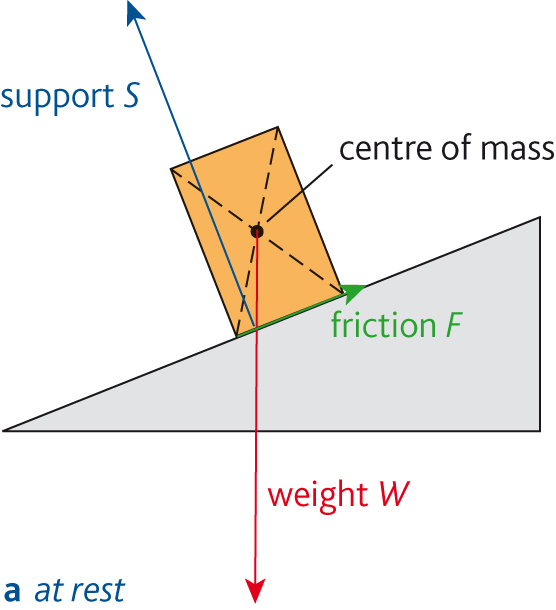 support S
centre of mass
friction F
weight W
a at rest